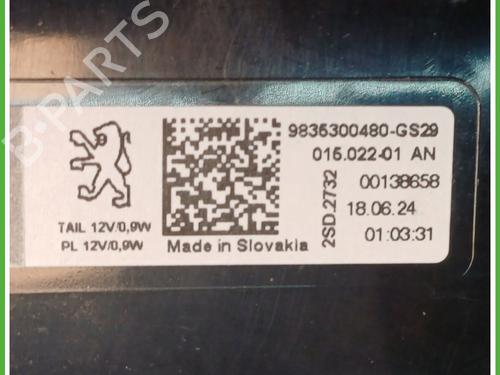 B-PARTS
9835300480-GS29
015.022-01 AN
2SD.2732
00138658
18.06.24
01:03:31
TAIL 12V/0,9W
PL 12V/0,9W
Made in Slovakia